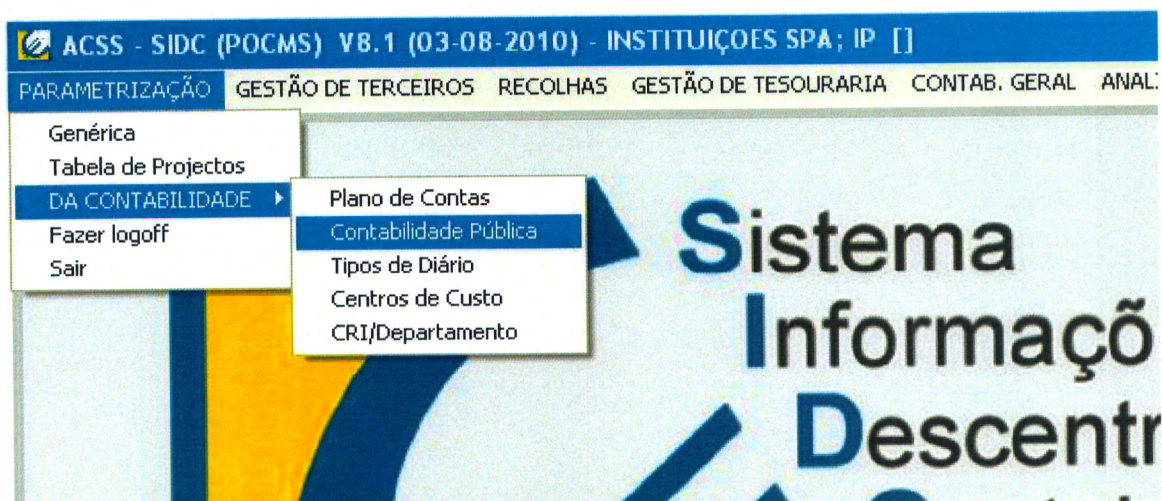 ACSS - SIDC (POCMS) V8.1 (03-08-2010) - INSTITUIÇOES SPA; IP []
PARAMETRIZAÇÃO GESTÃO DE TERCEIROS RECOLHAS GESTÃO DE TESOURARIA CONTAB. GERAL ANAL
Genérica
Tabela de Projectos
DA CONTABILIDADE
Fazer logoff
Sair
Plano de Contas
Contabilidade Pública
Tipos de Diário
Centros de Custo
CRI/Departamento
Sistema
Informaçõ
Descentr